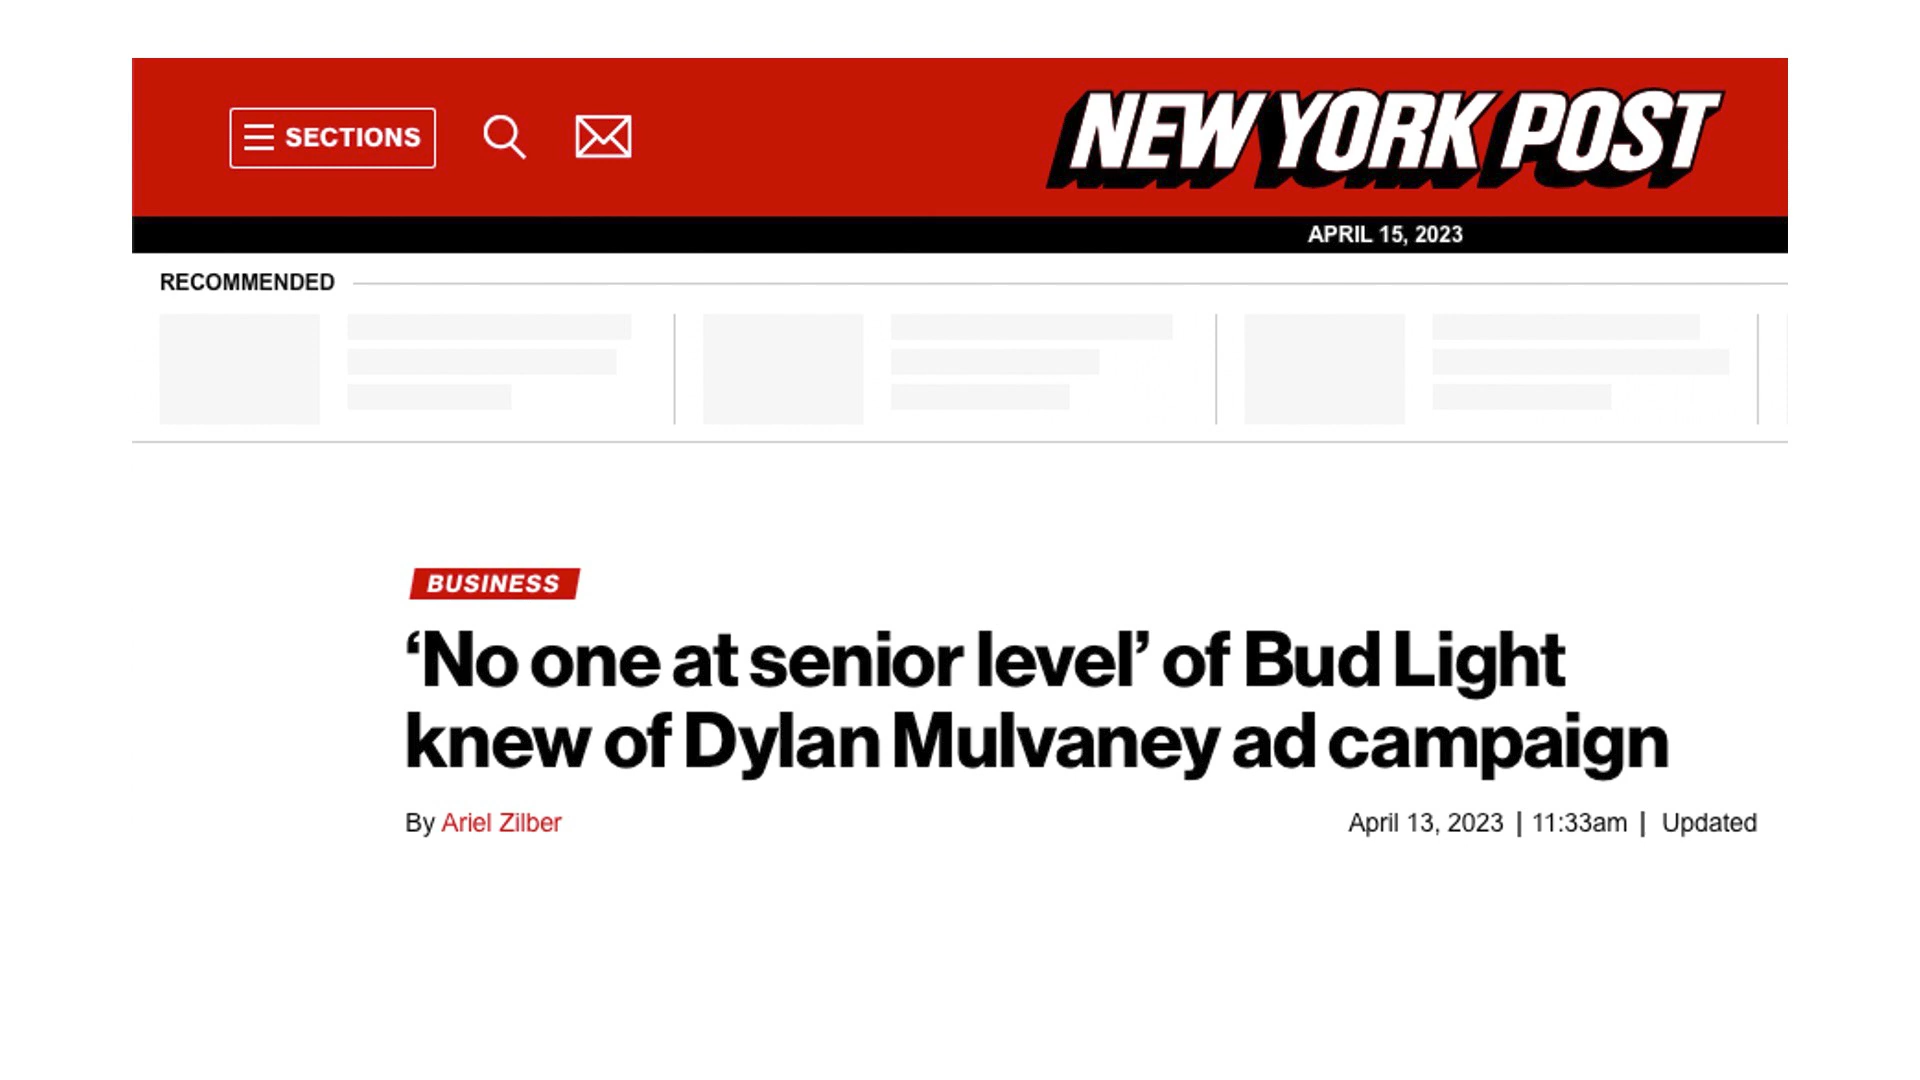 SECTIONS
NEW YORK POST
APRIL 15, 2023
RECOMMENDED
BUSINESS
‘No one at senior level’ of Bud Light
knew of Dylan Mulvaney ad campaign
By Ariel Zilber
April 13, 2023 | 11:33am | Updated